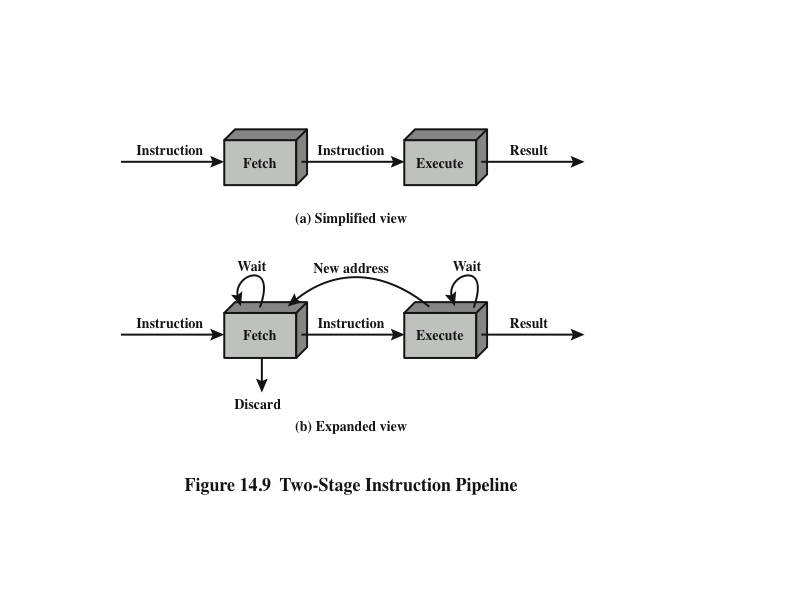 Instruction
Fetch
Instruction
Execute
Result
(a) Simplified view
Wait
New address
Wait
Instruction
Fetch
Instruction
Execute
Result
Discard
(b) Expanded view
Figure 14.9 Two-Stage Instruction Pipeline